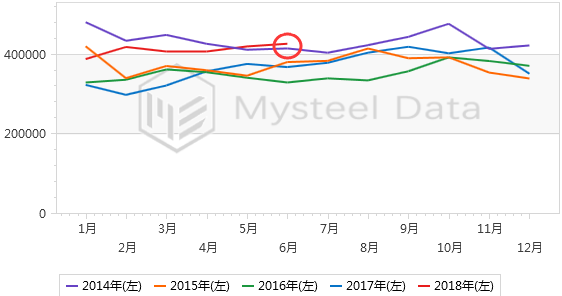 400000
200000
0
Mysteel Data
1月
2月
3月
4月
5月
6月
7月
8月
9月
10月
11月
12月
2014年(左) 2015年(左) 2016年(左) 2017年(左) 2018年(左)